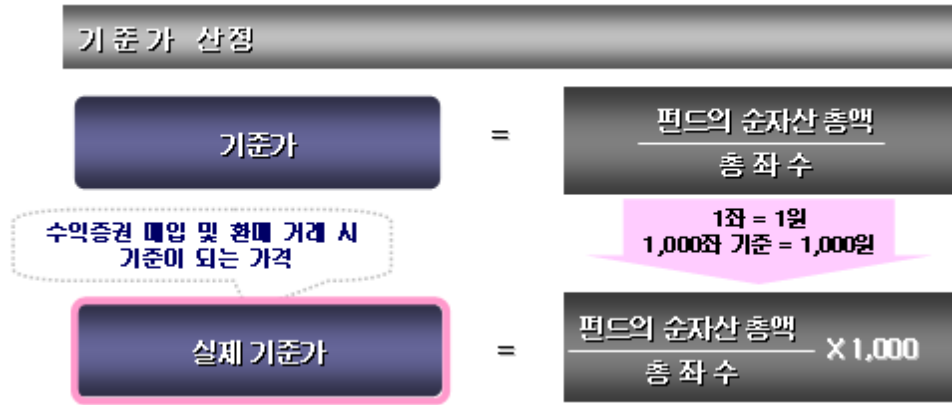 기준가 산정
기준가
=
펀드의 순자산 총액
총 좌 수
수익증권 매입 및 환매 거래 시
기준이 되는 가격
1좌 = 1원
1,000좌 기준 = 1,000원
실제 기준가
=
펀드의 순자산 총액
총 좌 수
X 1,000